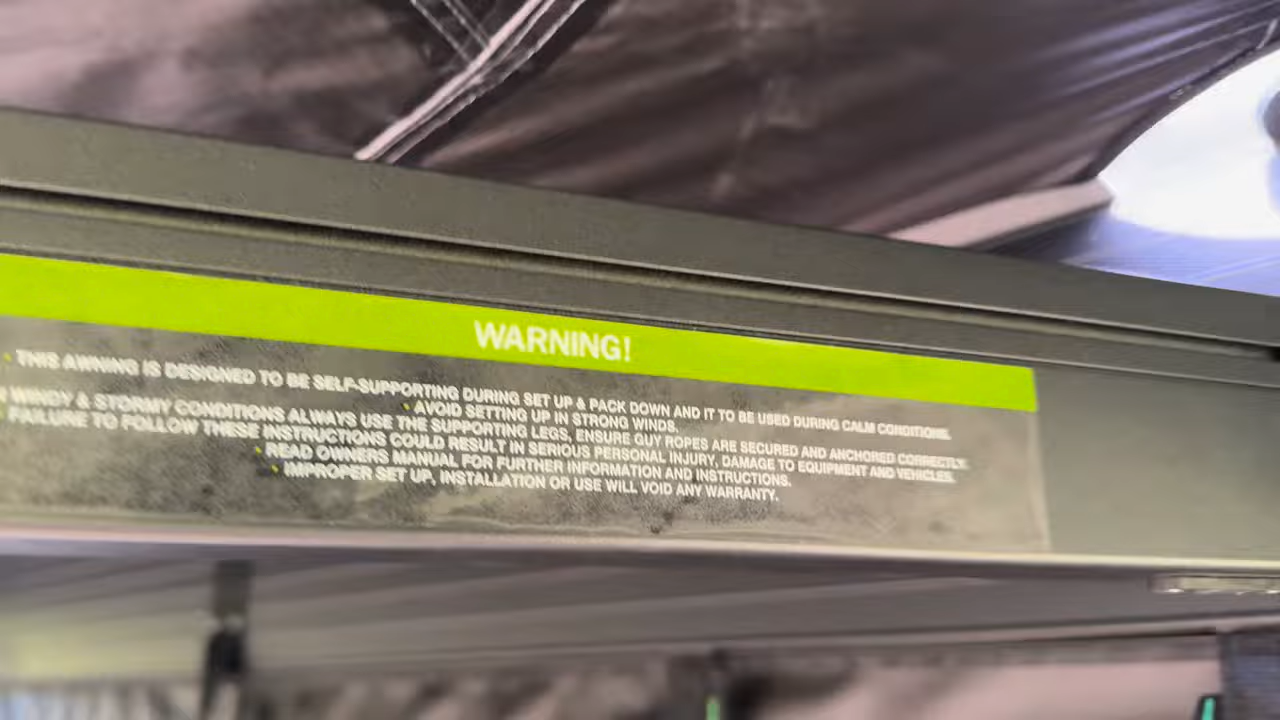 WARNING!
THIS AWNING IS DESIGNED TO BE SELF-SUPPORTING DURING SET UP & PACK DOWN AND IT TO BE USED DURING CALM CONDITIONS.
AVOID SETTING UP IN STRONG WINDS.
WINDY & STORMY CONDITIONS ALWAYS USE THE SUPPORTING LEGS, ENSURE GUY ROPES ARE SECURED AND ANCHORED CORRECTLY.
FAILURE TO FOLLOW THESE INSTRUCTIONS COULD RESULT IN SERIOUS PERSONAL INJURY, DAMAGE TO EQUIPMENT AND VEHICLES.
READ OWNERS MANUAL FOR FURTHER INFORMATION AND INSTRUCTIONS.
IMPROPER SET UP, INSTALLATION OR USE WILL VOID ANY WARRANTY.